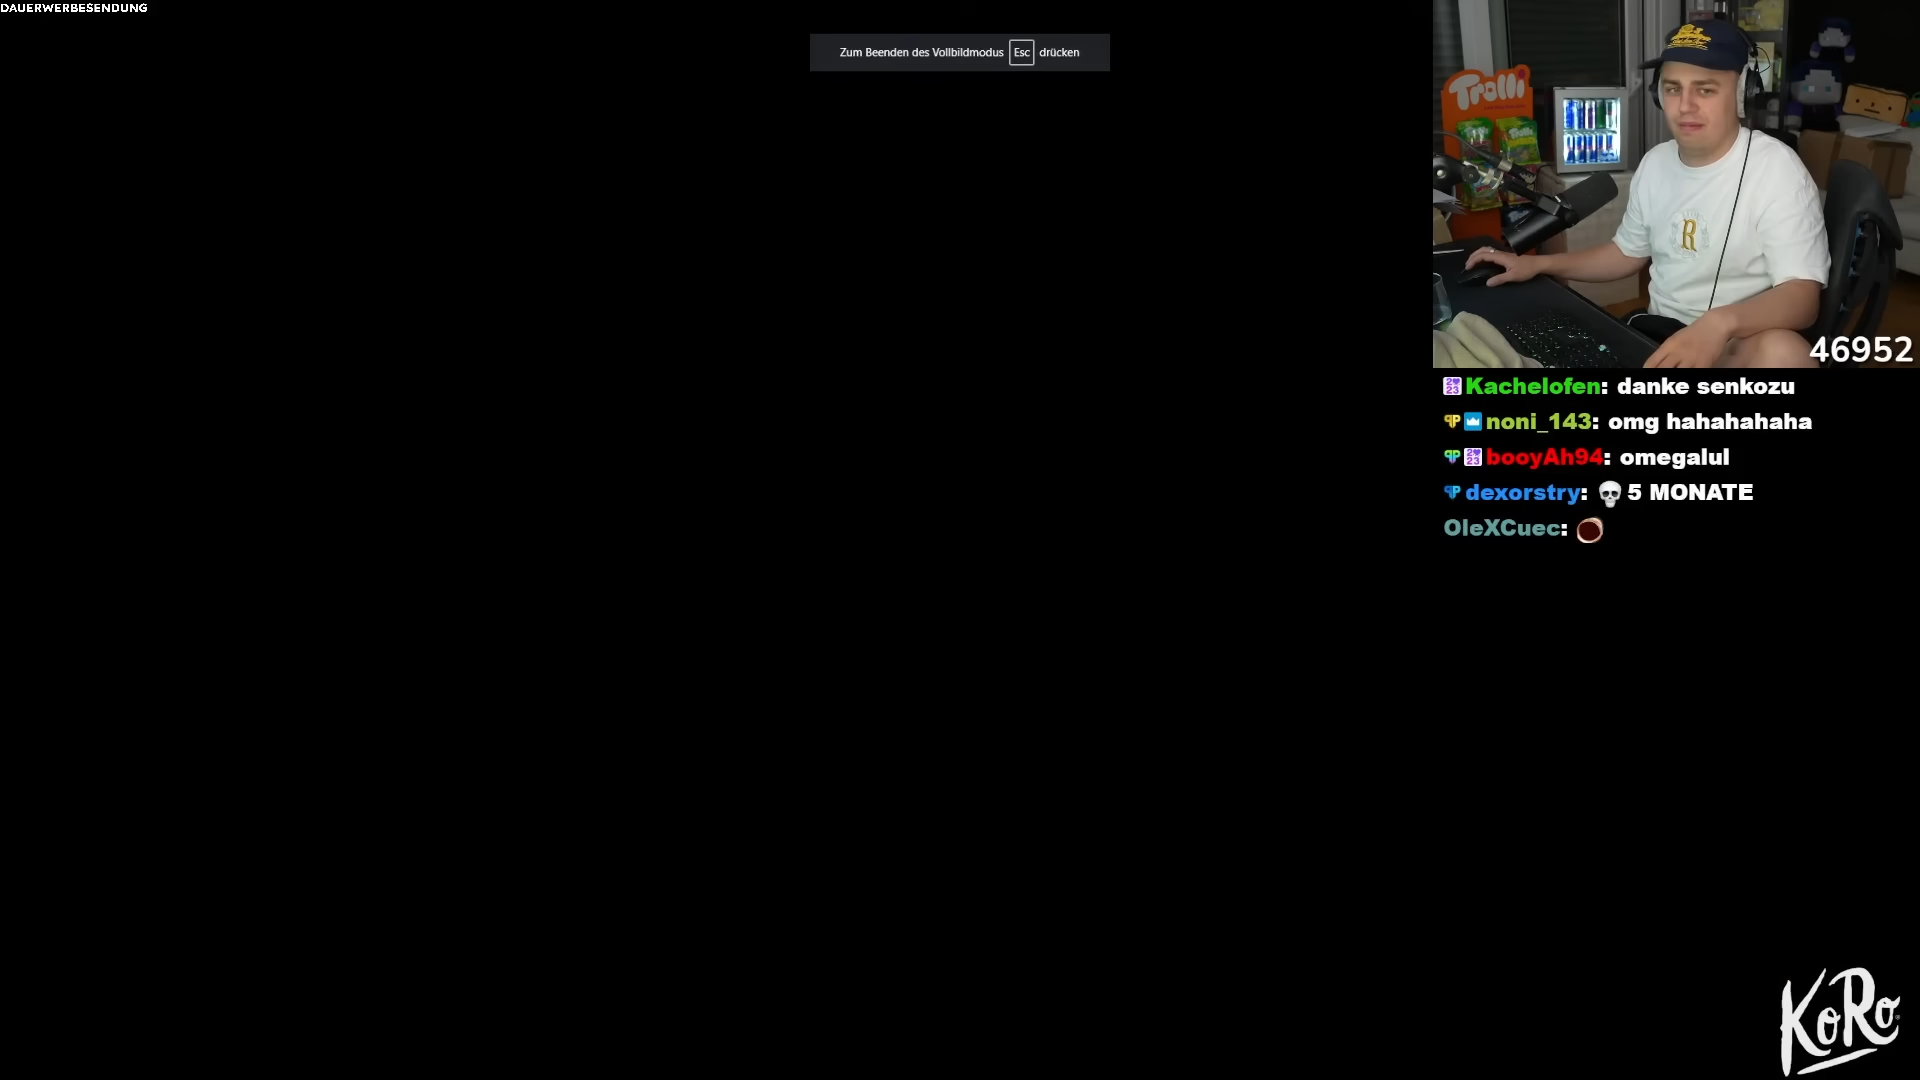 DAUERWERBESENDUNG
Zum Beenden des Vollbildmodus Esc drücken
Trolli
R
46952
Kachelofen: danke senkozu
noni_143: omg hahahahaha
booyAh94: omegalul
dexorstry: 5 MONATE
OleXCuec:
KoRo